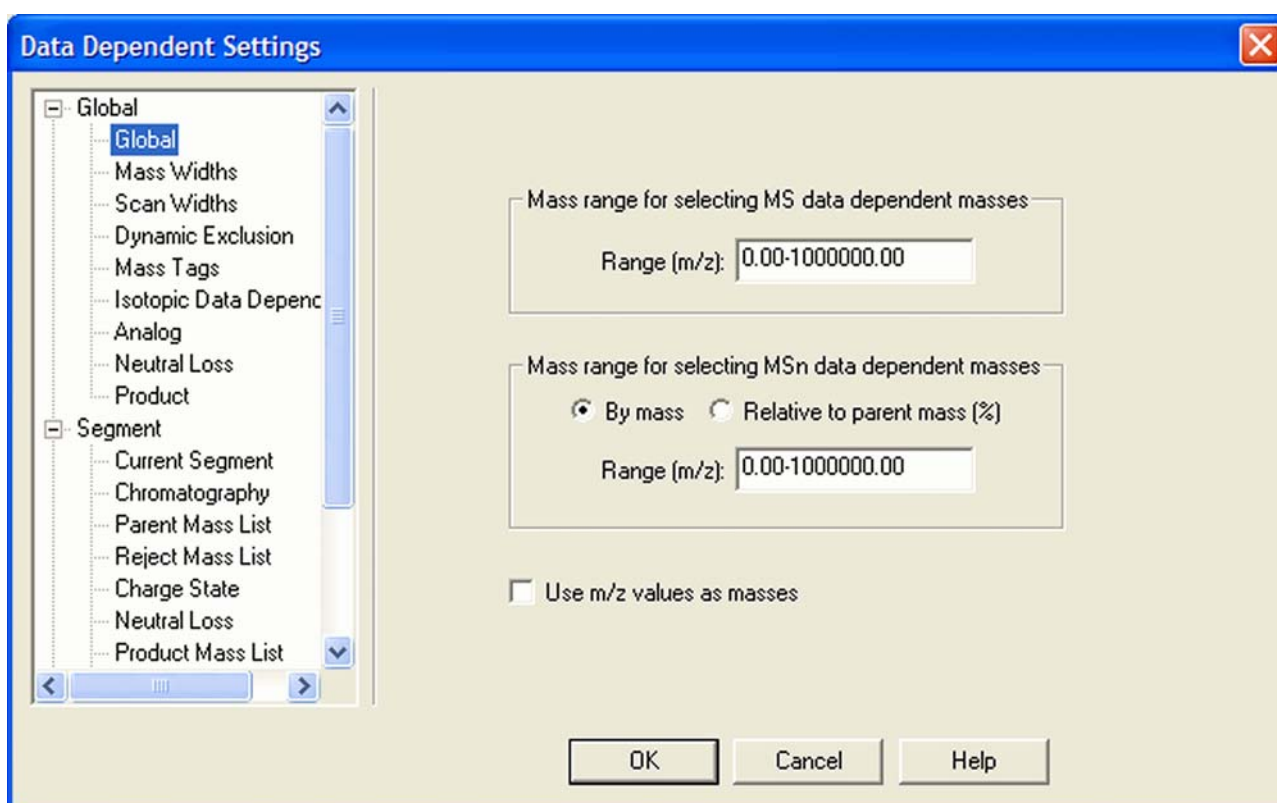 Data Dependent Settings
Global
Global
Mass Widths
Scan Widths
Dynamic Exclusion
Mass Tags
Isotopic Data Depenc
Analog
Neutral Loss
Product
Segment
Current Segment
Chromatography
Parent Mass List
Reject Mass List
Charge State
Neutral Loss
Product Mass List
Mass range for selecting MS data dependent masses
Range (m/z): 0.00-1000000.00
Mass range for selecting MSn data dependent masses
By mass Relative to parent mass (%)
Range (m/z): 0.00-1000000.00
Use m/z values as masses
OK Cancel Help